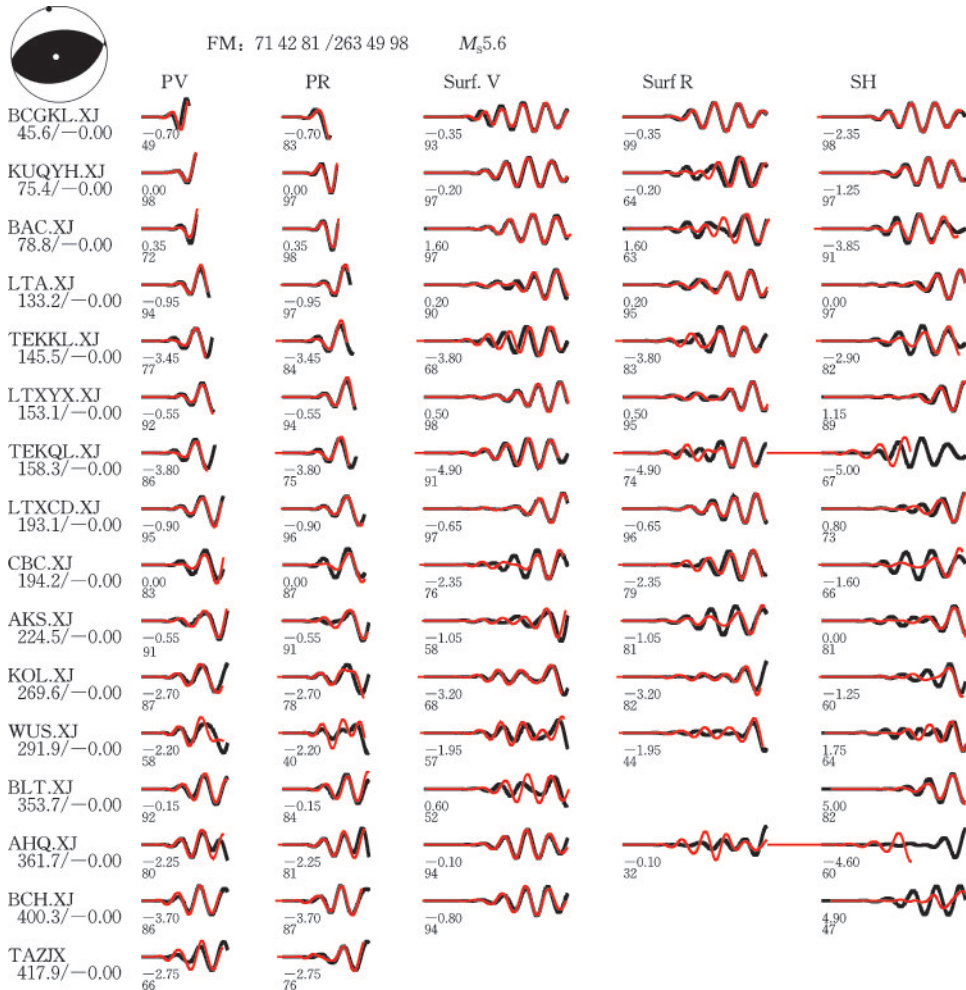 FM: 71 42 81 /263 49 98 Ms5.6
PV PR Surf. V Surf R SH
BCGKL.XJ
45.6/−0.00
−0.70 −0.70 −0.35 −0.35 −2.35
49 83 93 99 98
KUQYH.XJ
75.4/−0.00
0.00 0.00 −0.20 −0.20 −1.25
98 97 97 64 97
BAC.XJ
78.8/−0.00
0.35 0.35 1.60 1.60 −3.85
72 98 97 63 91
LTA.XJ
133.2/−0.00
−0.95 −0.95 0.20 0.20 0.00
94 97 90 95 97
TEKKL.XJ
145.5/−0.00
−3.45 −3.45 −3.80 −3.80 −2.90
77 84 68 83 82
LTXYX.XJ
153.1/−0.00
−0.55 −0.55 0.50 0.50 1.15
92 94 98 95 89
TEKQL.XJ
158.3/−0.00
−3.80 −3.80 −4.90 −4.90 −5.00
86 75 91 74 67
LTXCD.XJ
193.1/−0.00
−0.90 −0.90 −0.65 −0.65 0.80
95 96 97 96 73
CBC.XJ
194.2/−0.00
0.00 0.00 −2.35 −2.35 −1.60
83 87 76 79 66
AKS.XJ
224.5/−0.00
−0.55 −0.55 −1.05 −1.05 0.00
91 91 58 81 81
KOL.XJ
269.6/−0.00
−2.70 −2.70 −3.20 −3.20 −1.25
87 78 68 82 60
WUS.XJ
291.9/−0.00
−2.20 −2.20 −1.95 −1.95 1.75
58 40 57 44 64
BLT.XJ
353.7/−0.00
−0.15 −0.15 0.60 5.00
92 84 52 82
AHQ.XJ
361.7/−0.00
−2.25 −2.25 −0.10 −0.10 −4.60
80 81 94 32 60
BCH.XJ
400.3/−0.00
−3.70 −3.70 −0.80 4.90
86 87 94 47
TAZJX
417.9/−0.00
−2.75 −2.75
66 76